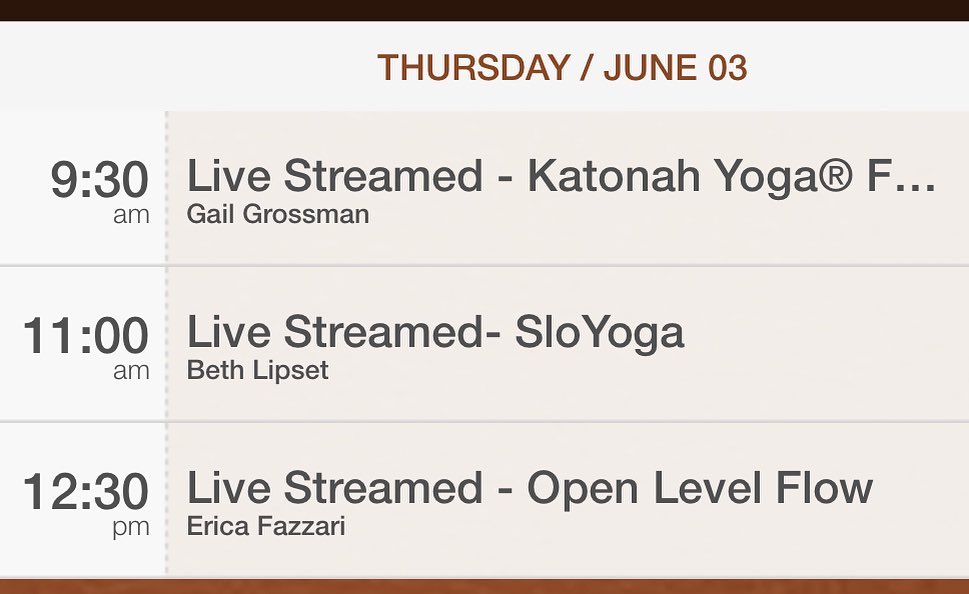 THURSDAY / JUNE 03
9:30
am
Live Streamed - Katonah Yoga® F...
Gail Grossman
11:00
am
Live Streamed- SloYoga
Beth Lipset
12:30
pm
Live Streamed - Open Level Flow
Erica Fazzari